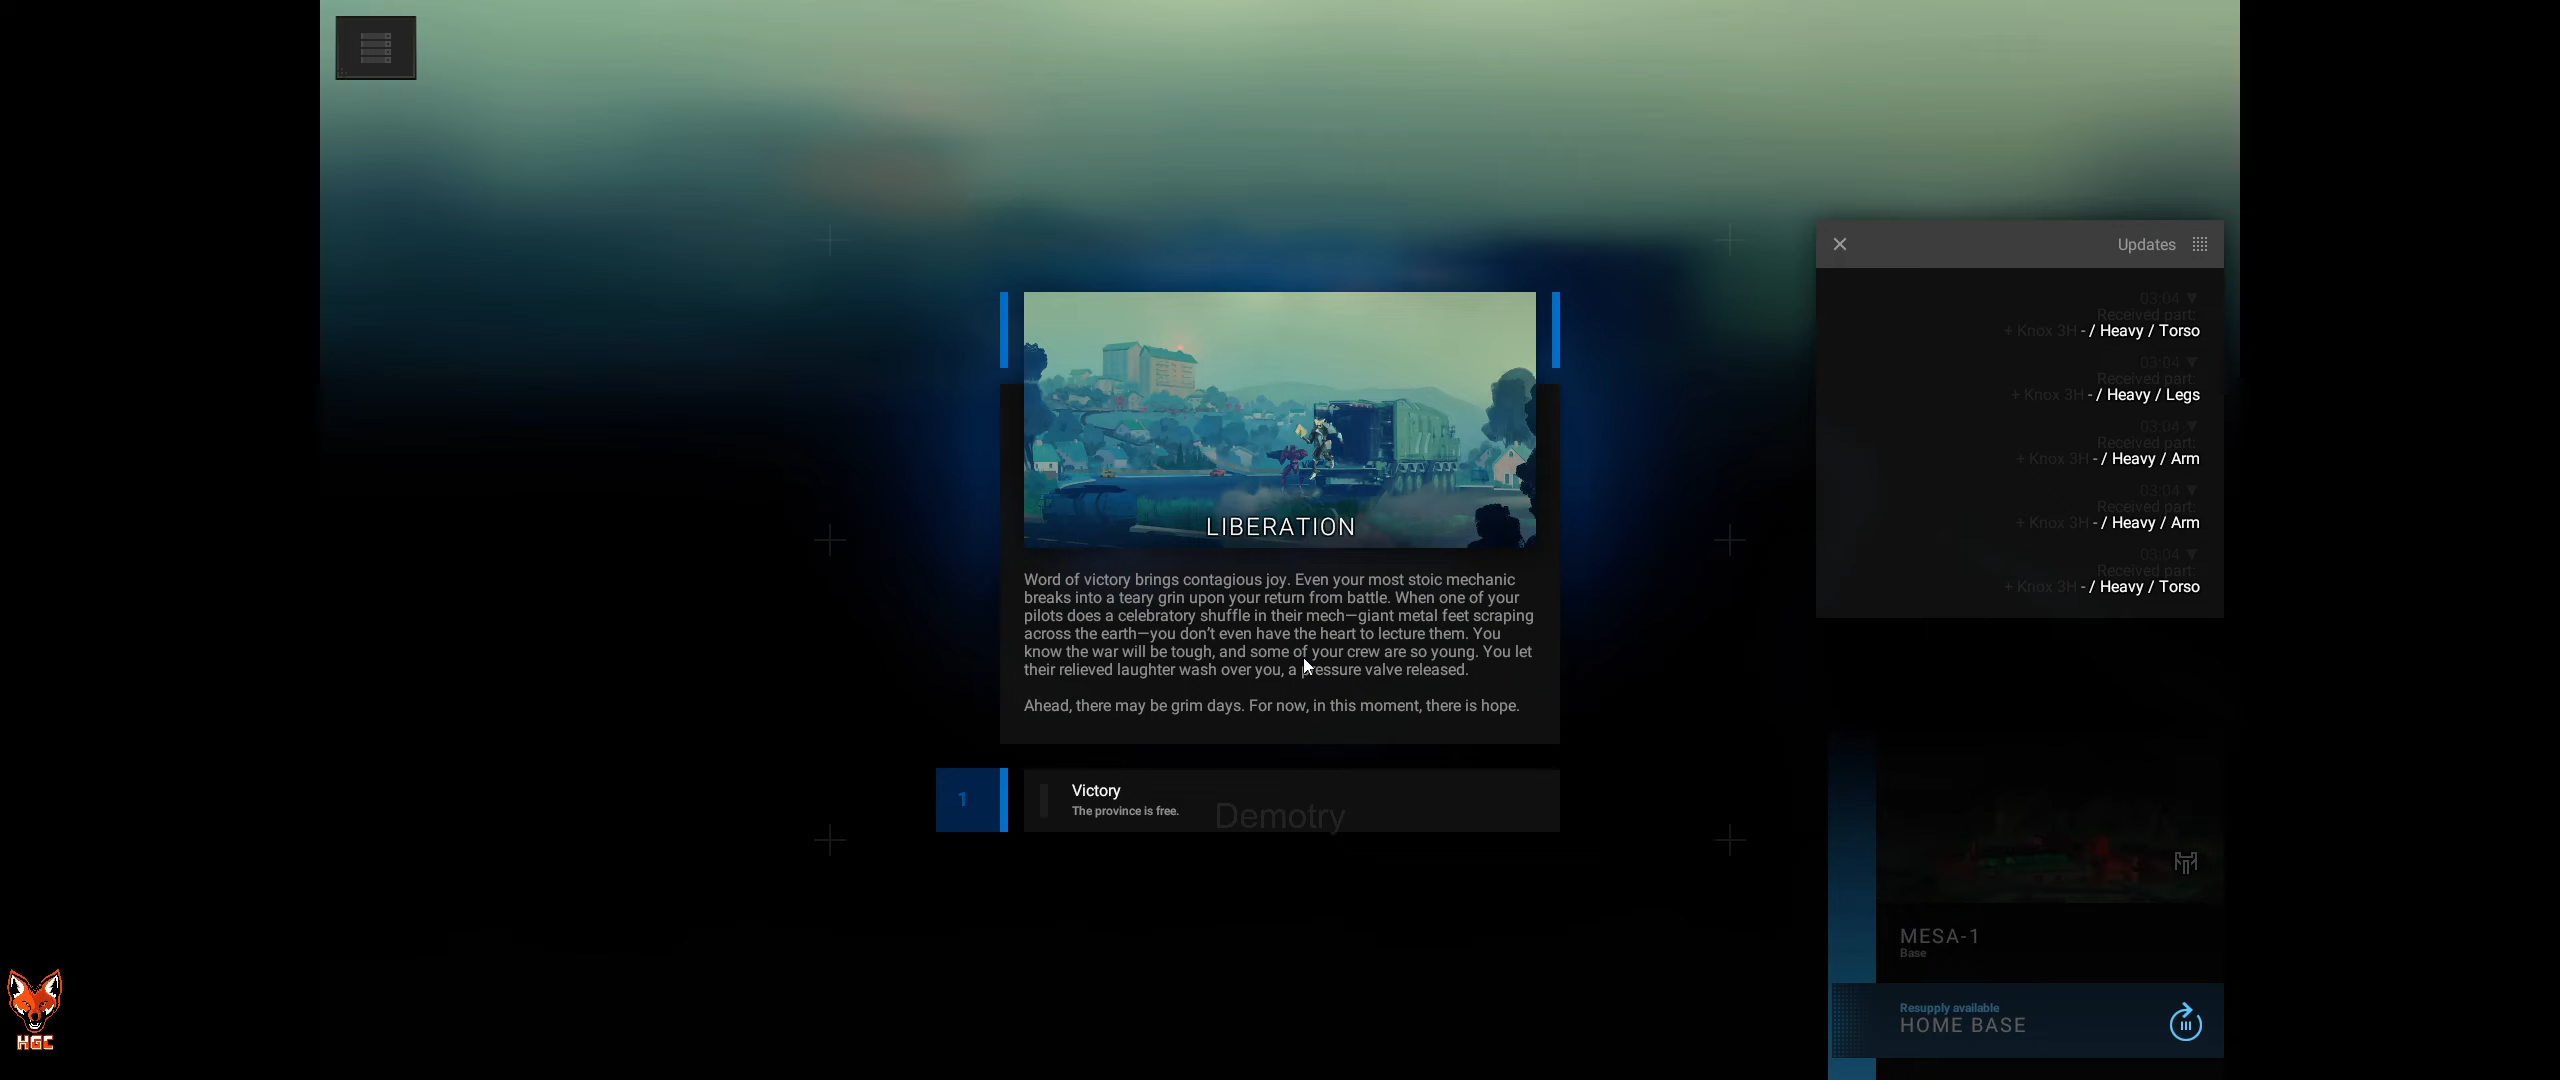 Updates
03:04 ▼
Received part:
+ Knox 3H - / Heavy / Torso
03:04 ▼
Received part:
+ Knox 3H - / Heavy / Legs
03:04 ▼
Received part:
+ Knox 3H - / Heavy / Arm
03:04 ▼
Received part:
+ Knox 3H - / Heavy / Arm
03:04 ▼
Received part:
+ Knox 3H - / Heavy / Torso
LIBERATION
Word of victory brings contagious joy. Even your most stoic mechanic
breaks into a teary grin upon your return from battle. When one of your
pilots does a celebratory shuffle in their mech—giant metal feet scraping
across the earth—you don't even have the heart to lecture them. You
know the war will be tough, and some of your crew are so young. You let
their relieved laughter wash over you, a pressure valve released.
Ahead, there may be grim days. For now, in this moment, there is hope.
1
Victory
The province is free.
Demotry
MESA-1
Base
Resupply available
HOME BASE
HGC